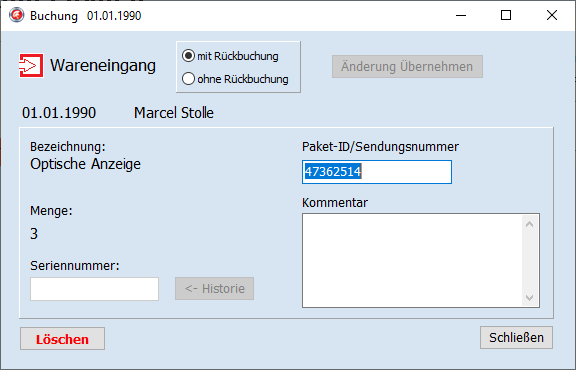 Buchung 01.01.1990
Wareneingang
mit Rückbuchung
ohne Rückbuchung
Änderung Übernehmen
01.01.1990 Marcel Stolle
Bezeichnung:
Optische Anzeige
Paket-ID/Sendungsnummer
47362514
Menge:
3
Kommentar
Seriennummer:
<- Historie
Löschen
Schließen